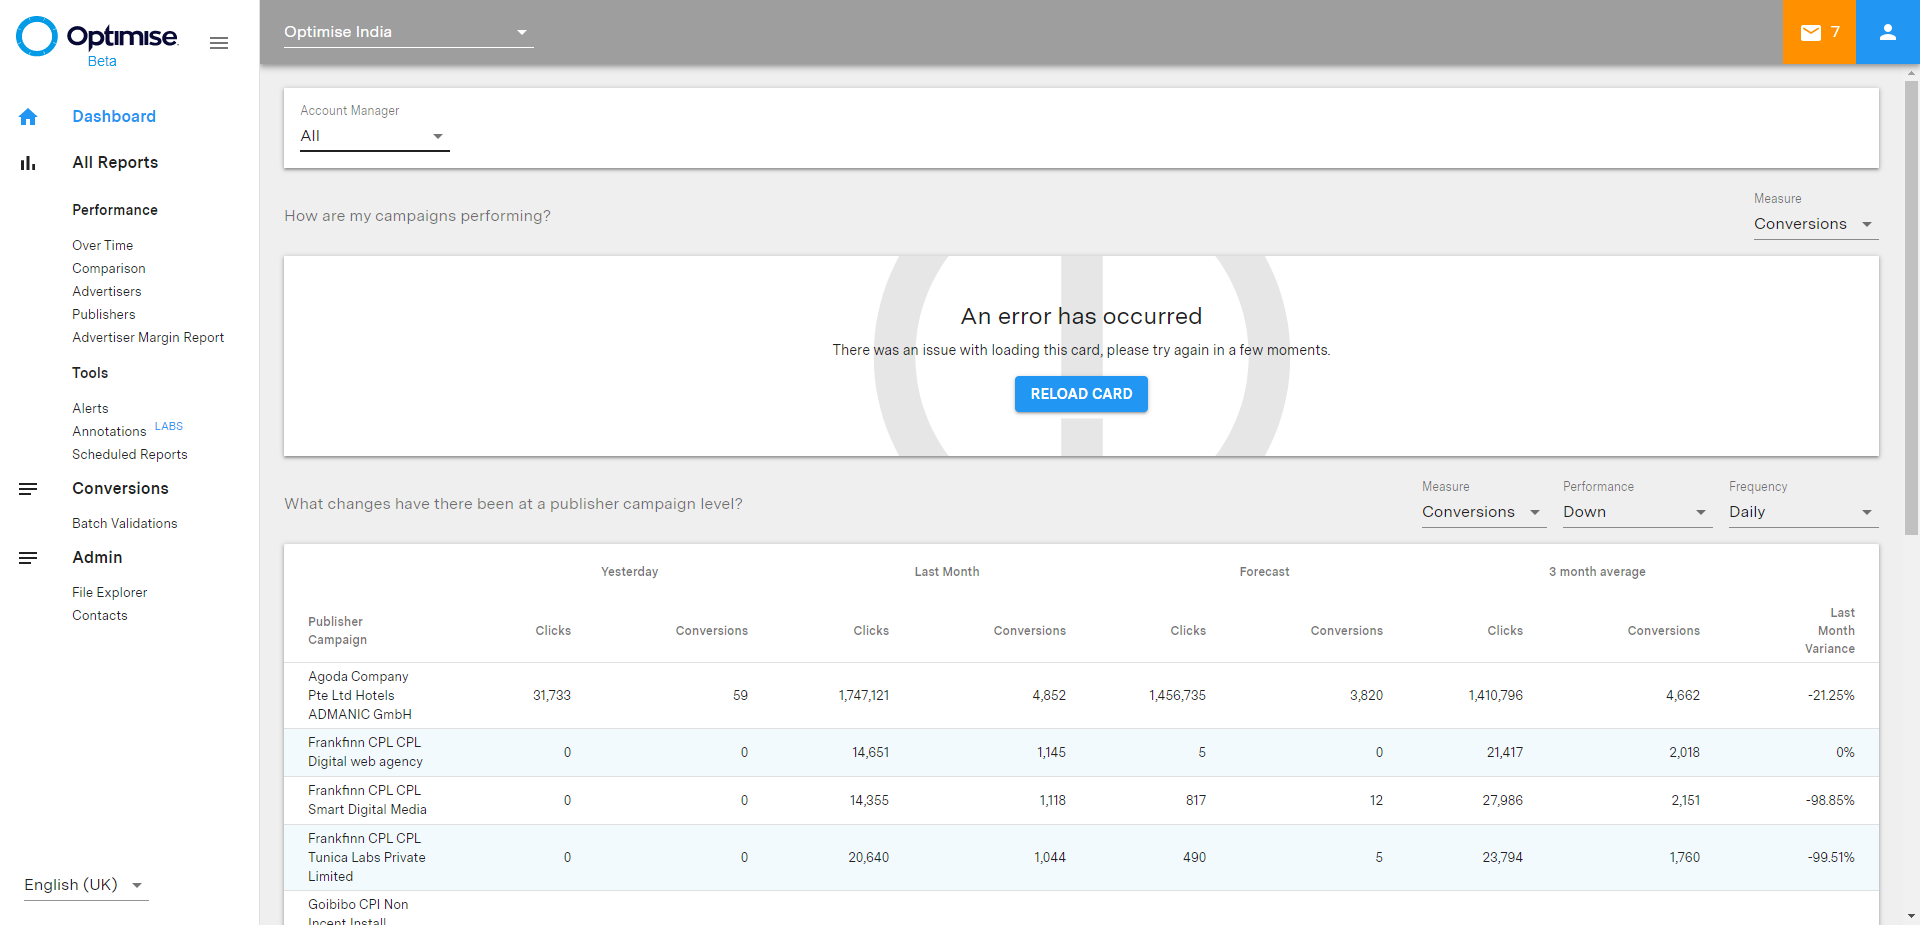 Optimise
Beta
Optimise India
7
Dashboard
All Reports
Performance
Over Time
Comparison
Advertisers
Publishers
Advertiser Margin Report
Tools
Alerts
Annotations LABS
Scheduled Reports
Conversions
Batch Validations
Admin
File Explorer
Contacts
English (UK)
Account Manager
All
How are my campaigns performing?
Measure
Conversions
An error has occurred
There was an issue with loading this card, please try again in a few moments.
RELOAD CARD
What changes have there been at a publisher campaign level?
Measure Performance Frequency
Conversions Down Daily
Yesterday Last Month Forecast 3 month average
Publisher Campaign Clicks Conversions Clicks Conversions Clicks Conversions Clicks Conversions Last Month Variance
Agoda Company
Pte Ltd Hotels 31,733 59 1,747,121 4,852 1,456,735 3,820 1,410,796 4,662 -21.25%
ADMANIC GmbH
Frankfinn CPL CPL
Digital web agency 0 0 14,651 1,145 5 0 21,417 2,018 0%
Frankfinn CPL CPL
Smart Digital Media 0 0 14,355 1,118 817 12 27,986 2,151 -98.85%
Frankfinn CPL CPL
Tunica Labs Private 0 0 20,640 1,044 490 5 23,794 1,760 -99.51%
Limited
Goibibo CPI Non
Incent Install